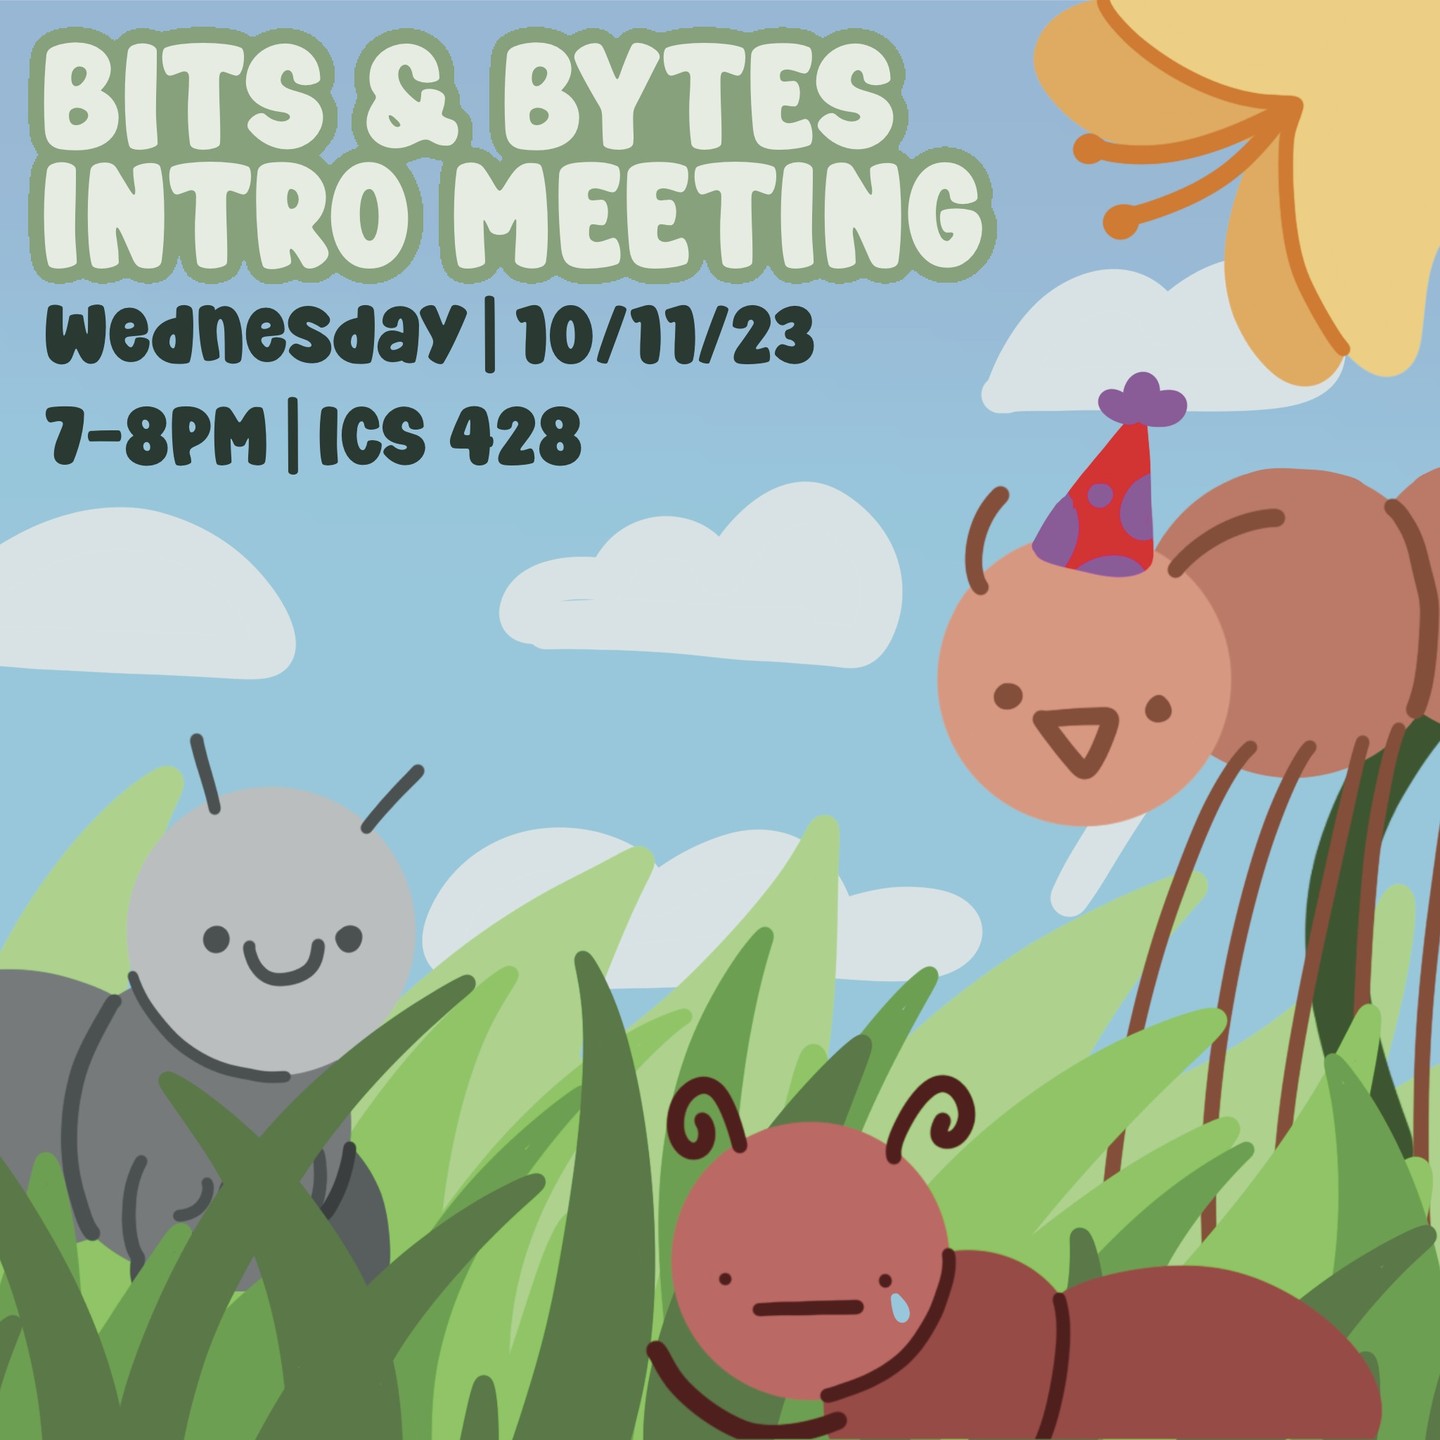 BITS & BYTES
INTRO MEETING
Wednesday | 10/11/23
7-8PM | ICS 428